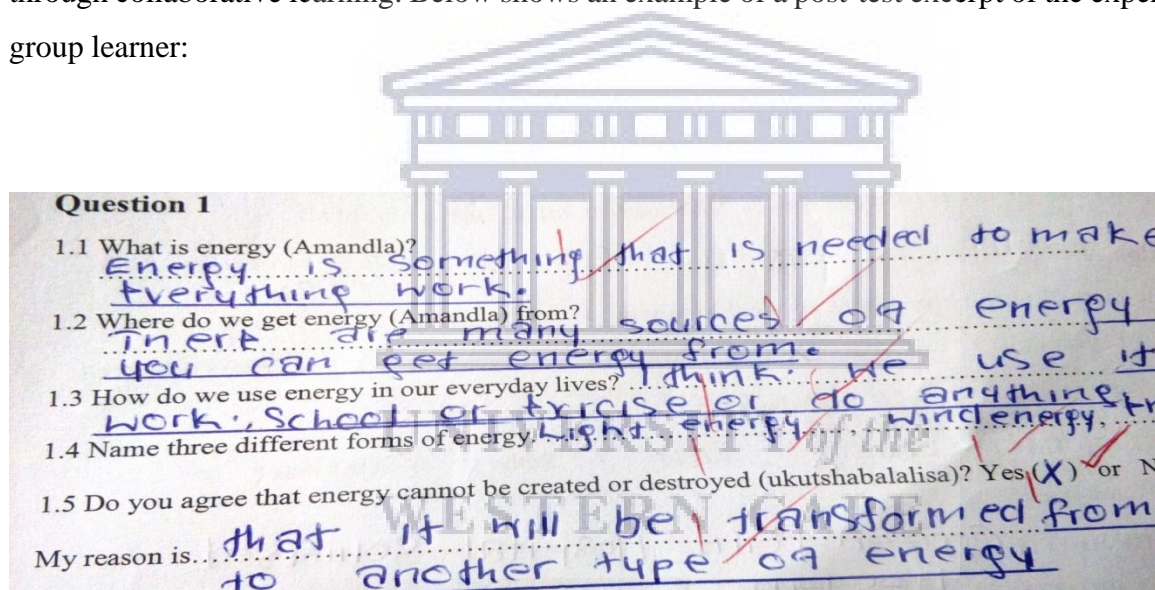 through collaborative learning. Below shows an example of a post-test excerpt of the exper
group learner:
Question 1
1.1 What is energy (Amandla)?
Energy is something that is needed to make
Everything work.
1.2 Where do we get energy (Amandla) from?
There are many sources of energy
you can get energy from.
1.3 How do we use energy in our everyday lives? I think. We use it
work., School or Exrcise or do anything
1.4 Name three different forms of energy. Light energy, wind energy,
1.5 Do you agree that energy cannot be created or destroyed (ukutshabalalisa)? Yes (X) or N
My reason is.. that it will be transformed from
to another type of energy
UNIVERSITY of the
WESTERN CAPE